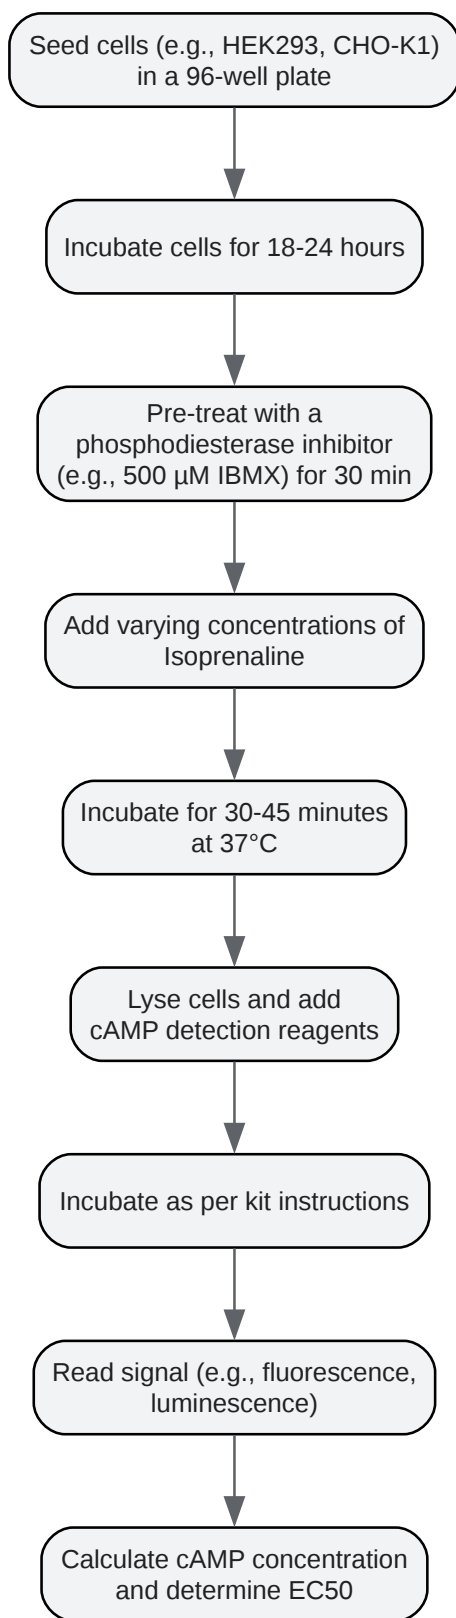 Seed cells (e.g., HEK293, CHO-K1)
in a 96-well plate
Incubate cells for 18-24 hours
Pre-treat with a
phosphodiesterase inhibitor
(e.g., 500 µM IBMX) for 30 min
Add varying concentrations of
Isoprenaline
Incubate for 30-45 minutes
at 37°C
Lyse cells and add
cAMP detection reagents
Incubate as per kit instructions
Read signal (e.g., fluorescence,
luminescence)
Calculate cAMP concentration
and determine EC50